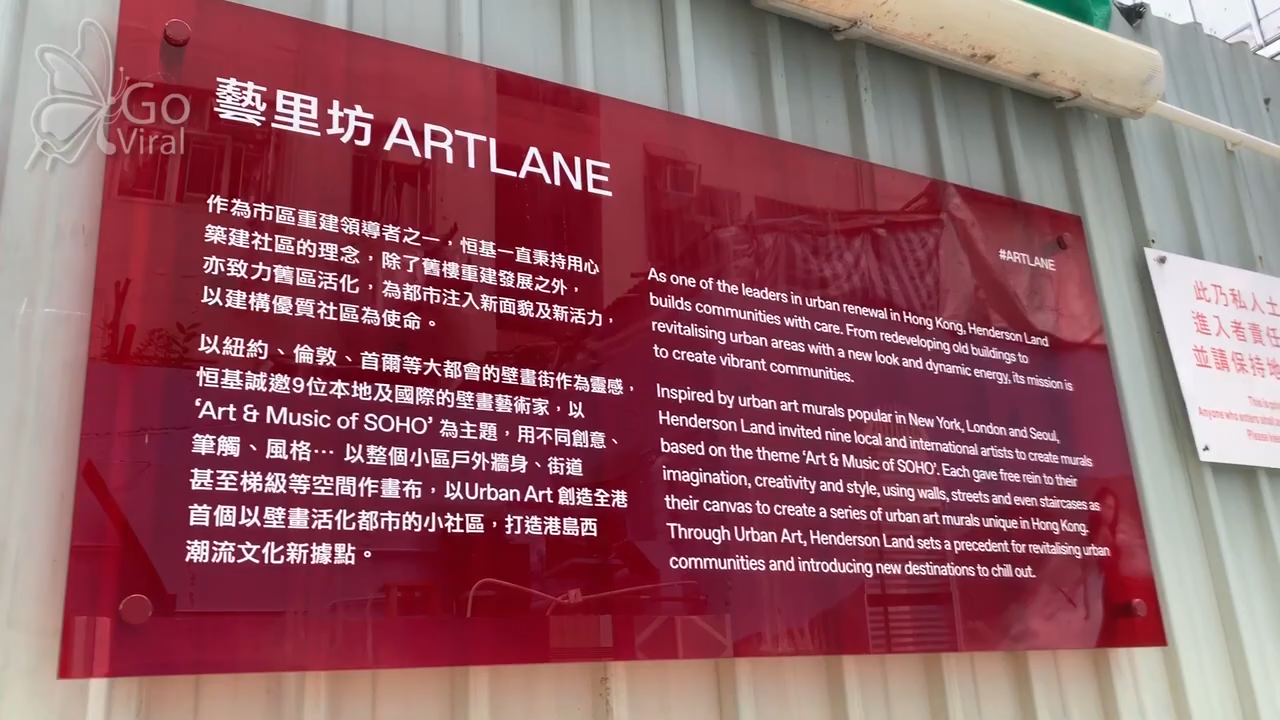 Go
Viral
藝里坊 ARTLANE
作為市區重建領導者之一，恒基一直秉持用心
築建社區的理念，除了舊樓重建發展之外，
亦致力舊區活化，為都市注入新面貌及新活力，
以建構優質社區為使命。
以紐約、倫敦、首爾等大都會的壁畫街作為靈感，
恒基誠邀9位本地及國際的壁畫藝術家，以
‘Art & Music of SOHO’ 為主題，用不同創意、
筆觸、風格⋯ 以整個小區戶外牆身、街道
甚至梯級等空間作畫布，以Urban Art 創造全港
首個以壁畫活化都市的小社區，打造港島西
潮流文化新據點。
#ARTLANE
As one of the leaders in urban renewal in Hong Kong, Henderson Land
builds communities with care. From redeveloping old buildings to
revitalising urban areas with a new look and dynamic energy, its mission is
to create vibrant communities.
Inspired by urban art murals popular in New York, London and Seoul,
Henderson Land invited nine local and international artists to create murals
based on the theme ‘Art & Music of SOHO’. Each gave free rein to their
imagination, creativity and style, using walls, streets and even staircases as
their canvas to create a series of urban art murals unique in Hong Kong.
Through Urban Art, Henderson Land sets a precedent for revitalising urban
communities and introducing new destinations to chill out.
此乃私人土
進入者責任
並請保持地
This is
Anyone who enters shall
Please